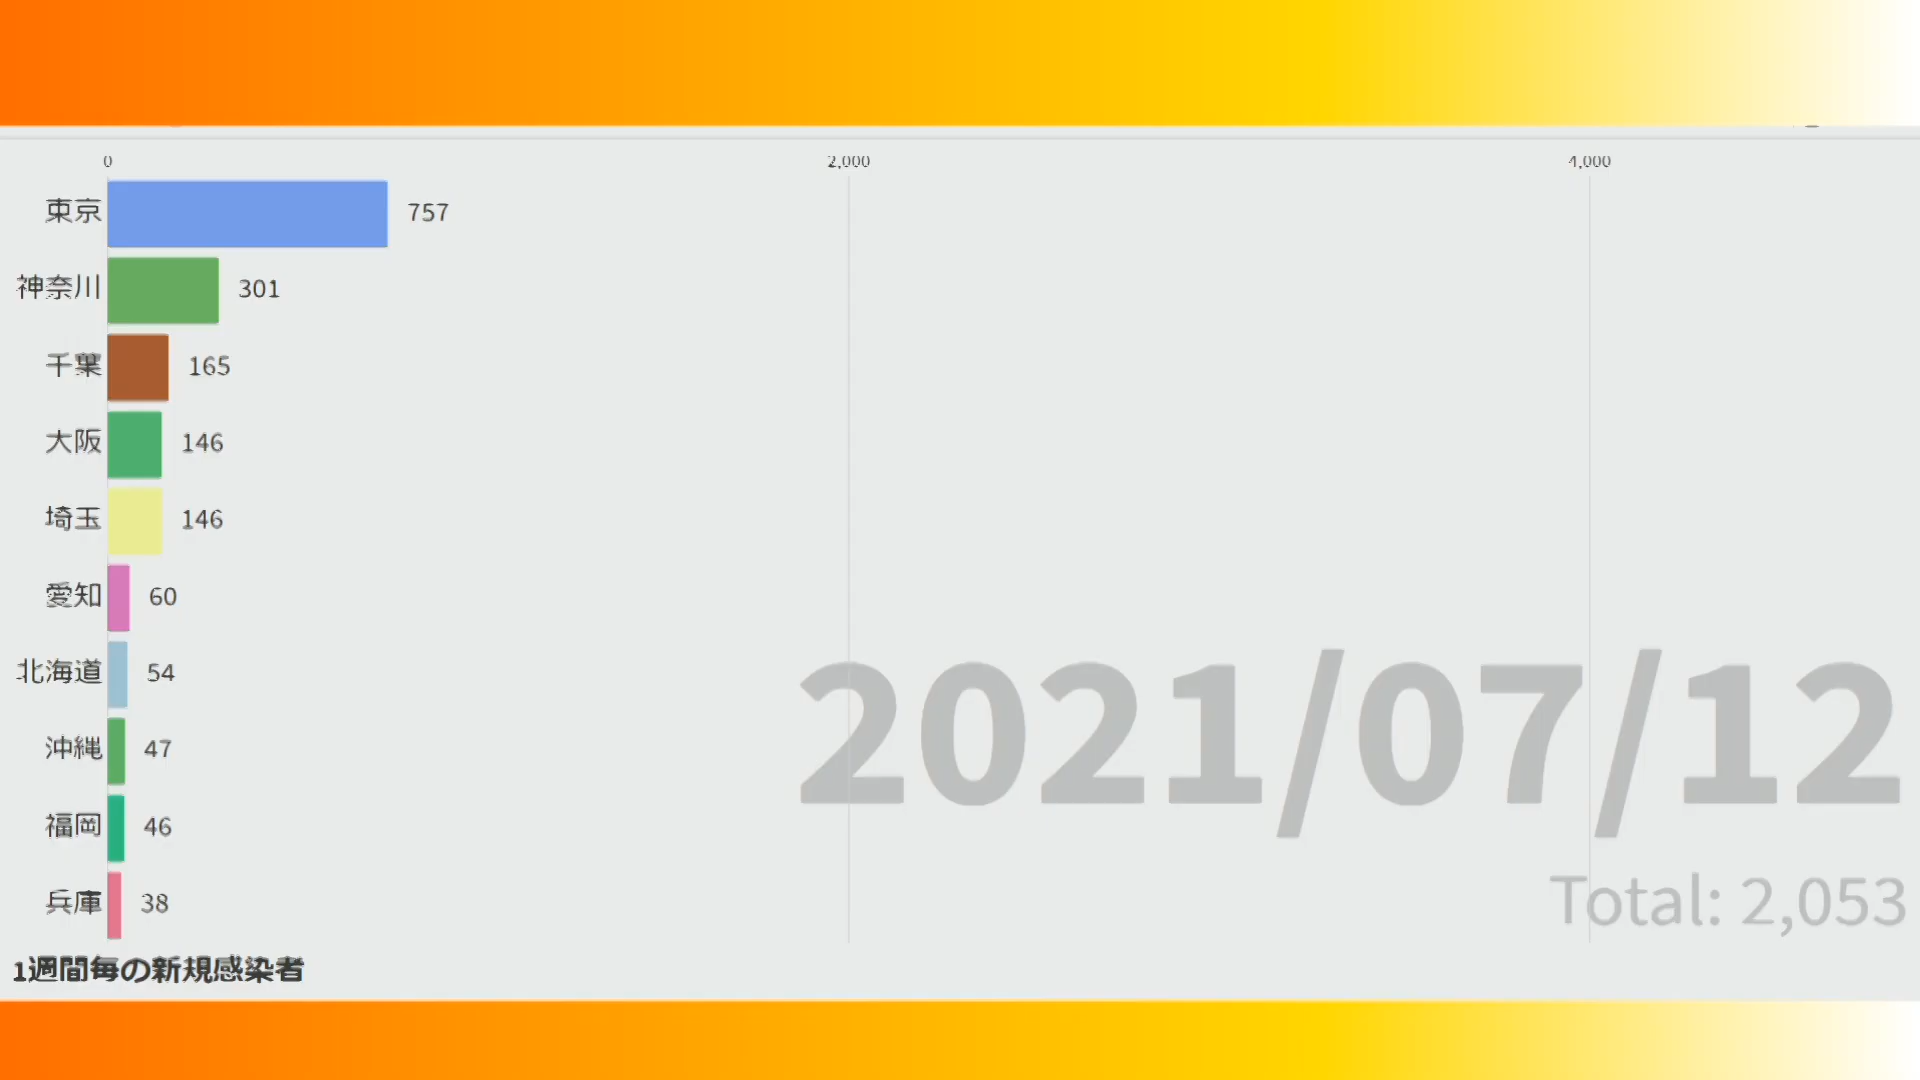 0 2,000 4,000
東京 757
神奈川 301
千葉 165
大阪 146
埼玉 146
愛知 60
北海道 54
沖縄 47
福岡 46
兵庫 38
2021/07/12
Total: 2,053
1週間毎の新規感染者